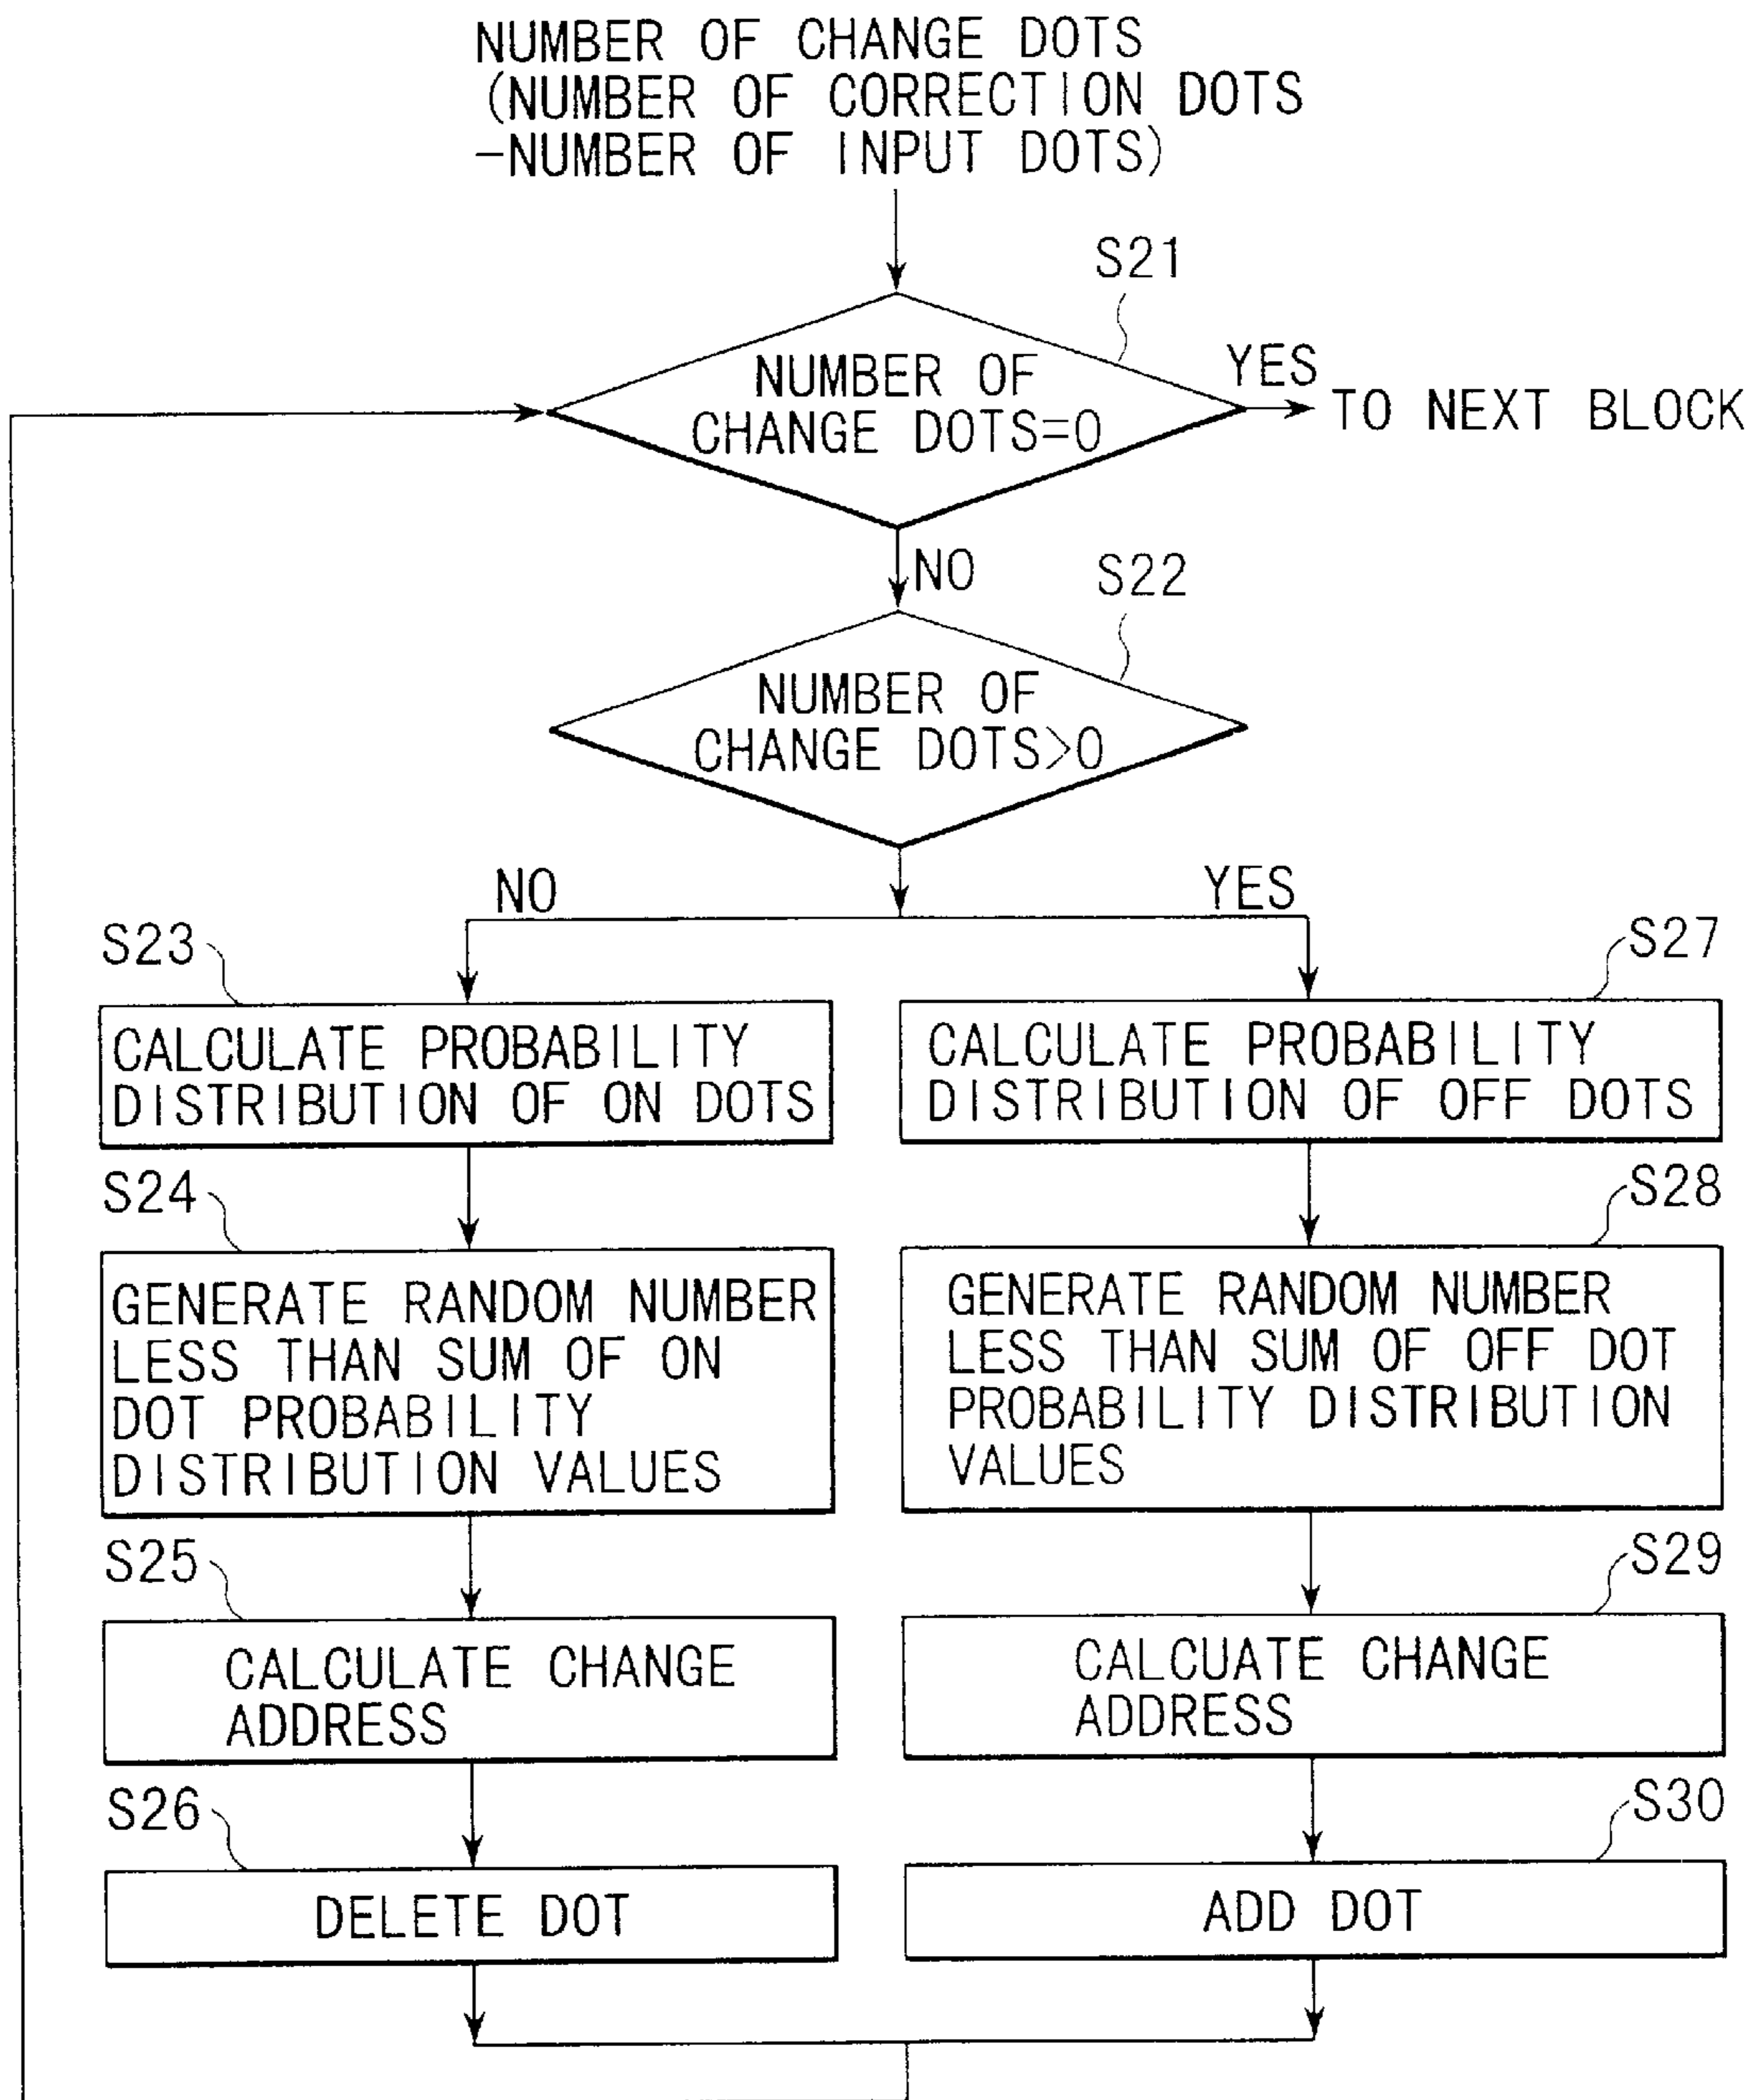 NUMBER OF CHANGE DOTS
(NUMBER OF CORRECTION DOTS
-NUMBER OF INPUT DOTS)
S21
NUMBER OF
CHANGE DOTS=0
YES
TO NEXT BLOCK
NO
S22
NUMBER OF
CHANGE DOTS>0
NO
YES
S23
CALCULATE PROBABILITY
DISTRIBUTION OF ON DOTS
S24
GENERATE RANDOM NUMBER
LESS THAN SUM OF ON
DOT PROBABILITY
DISTRIBUTION VALUES
S25
CALCULATE CHANGE
ADDRESS
S26
DELETE DOT
S27
CALCULATE PROBABILITY
DISTRIBUTION OF OFF DOTS
S28
GENERATE RANDOM NUMBER
LESS THAN SUM OF OFF DOT
PROBABILITY DISTRIBUTION
VALUES
S29
CALCUATE CHANGE
ADDRESS
S30
ADD DOT